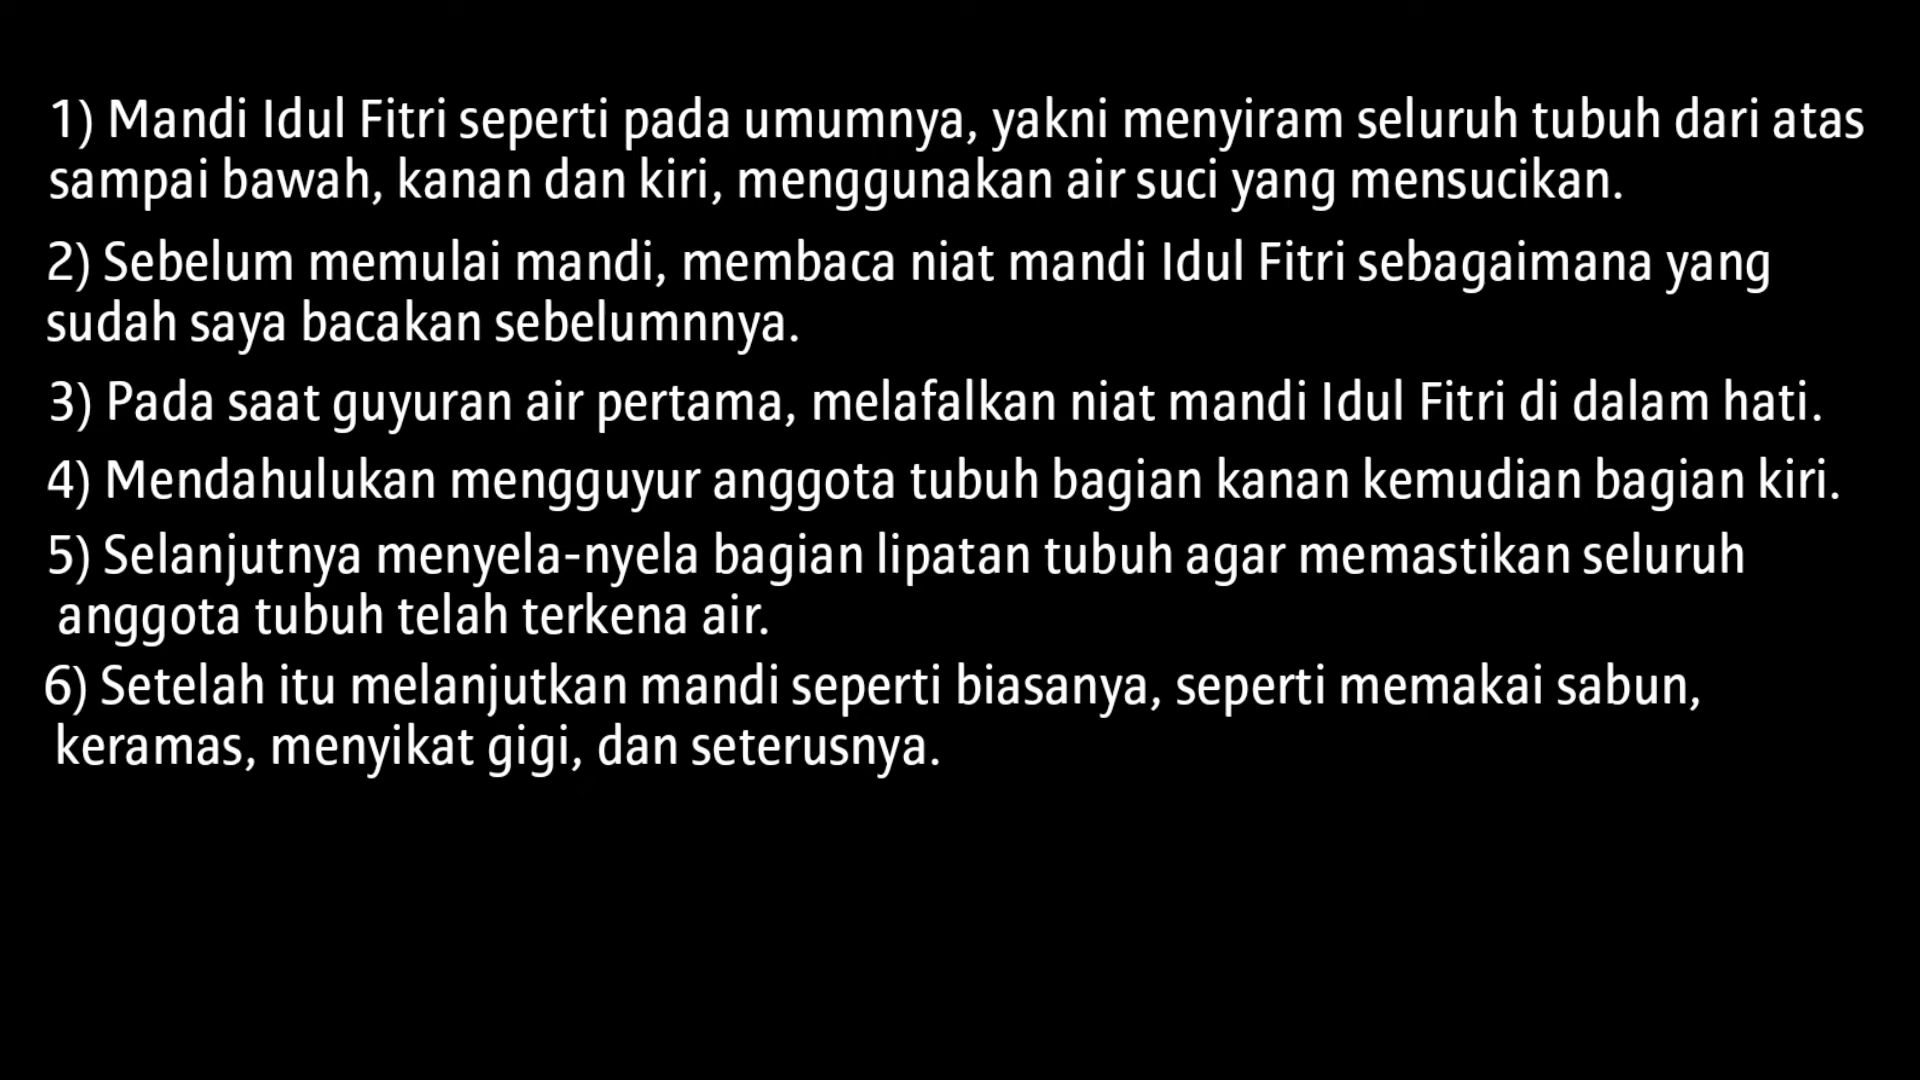 1) Mandi Idul Fitri seperti pada umumnya, yakni menyiram seluruh tubuh dari atas
sampai bawah, kanan dan kiri, menggunakan air suci yang mensucikan.
2) Sebelum memulai mandi, membaca niat mandi Idul Fitri sebagaimana yang
sudah saya bacakan sebelumnnya.
3) Pada saat guyuran air pertama, melafalkan niat mandi Idul Fitri di dalam hati.
4) Mendahulukan mengguyur anggota tubuh bagian kanan kemudian bagian kiri.
5) Selanjutnya menyela-nyela bagian lipatan tubuh agar memastikan seluruh
anggota tubuh telah terkena air.
6) Setelah itu melanjutkan mandi seperti biasanya, seperti memakai sabun,
keramas, menyikat gigi, dan seterusnya.